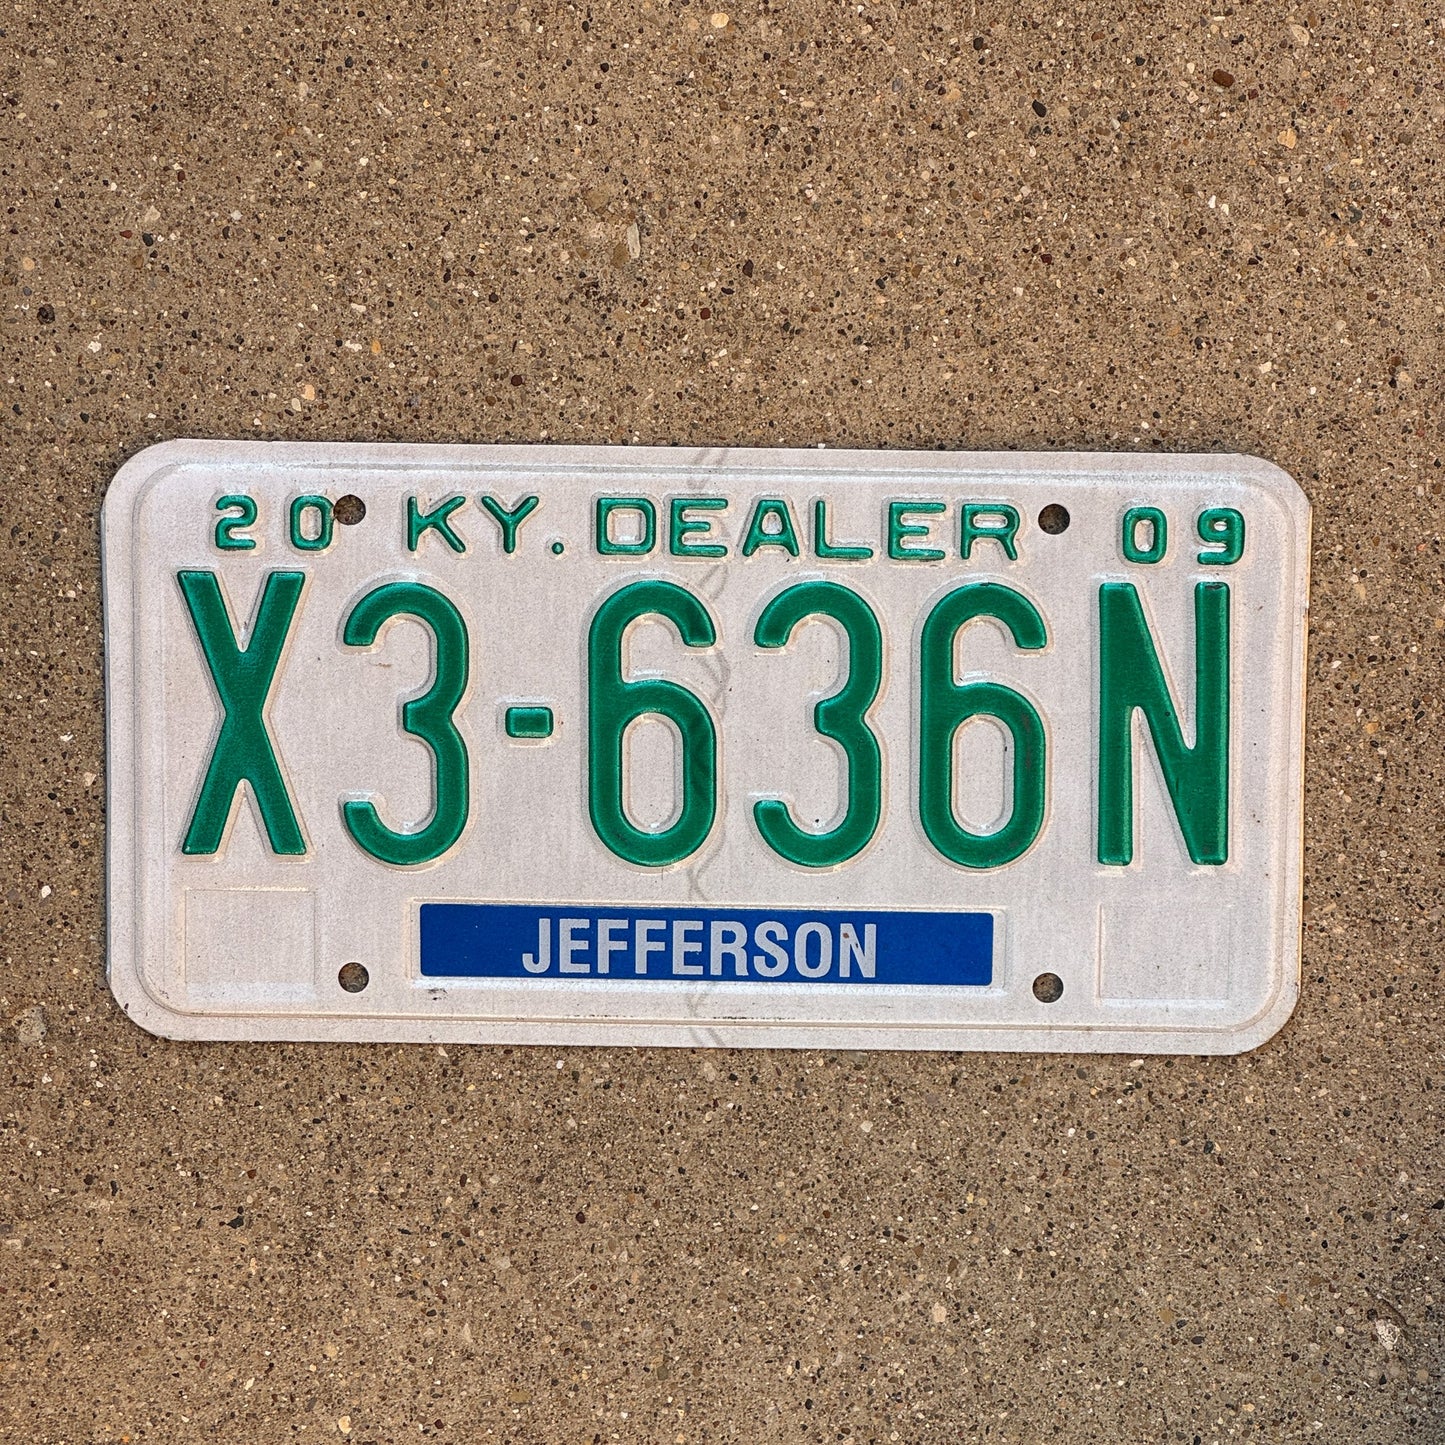 20 KY. DEALER 09
X3-636N
JEFFERSON